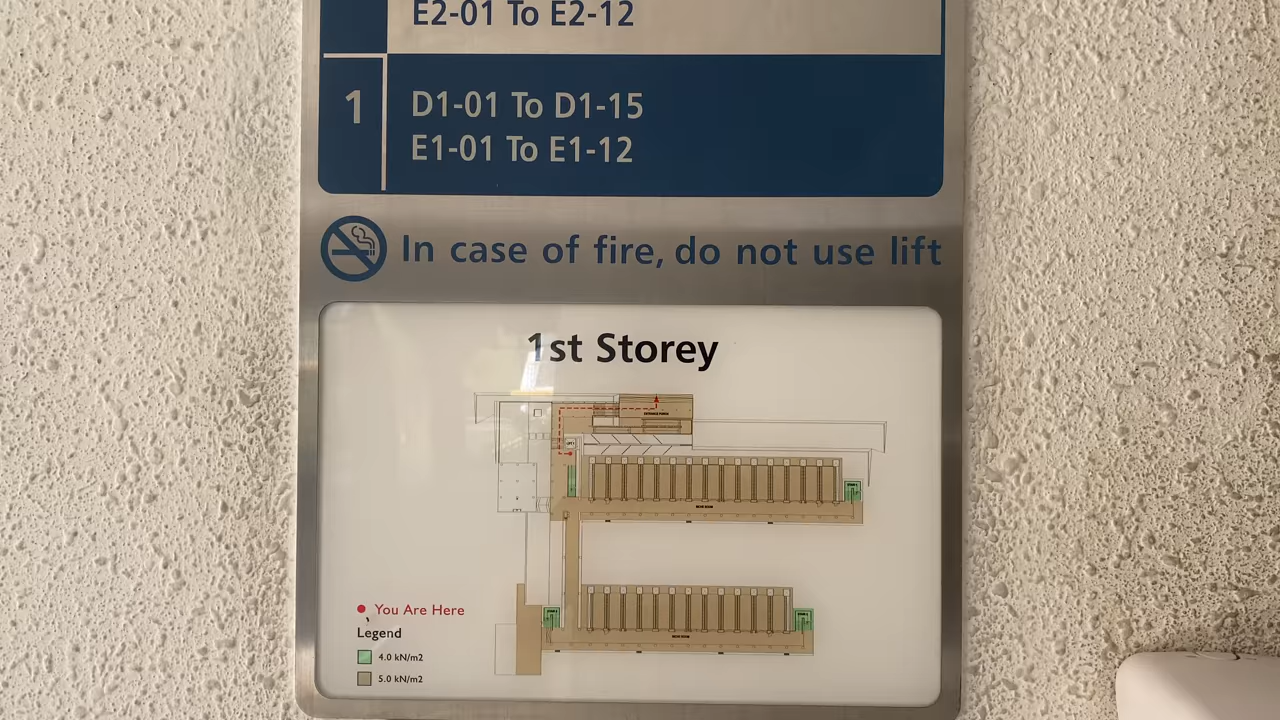 E2-01 To E2-12
1
D1-01 To D1-15
E1-01 To E1-12
In case of fire, do not use lift
1st Storey
You Are Here
Legend
4.0 kN/m2
5.0 kN/m2